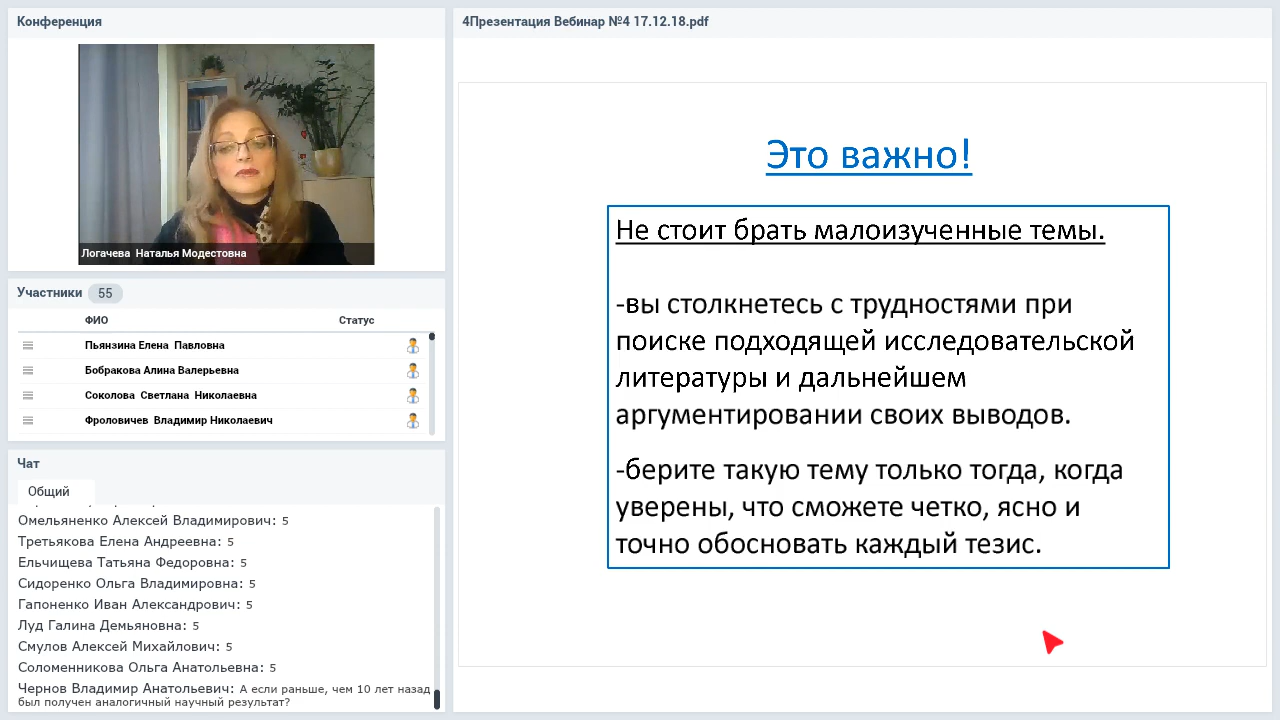 Конференция
Логачева Наталья Модестовна
Участники 55
ФИО Статус
Пьянзина Елена Павловна
Бобракова Алина Валерьевна
Соколова Светлана Николаевна
Фроловичев Владимир Николаевич
Чат
Общий
Омельяненко Алексей Владимирович: 5
Третьякова Елена Андреевна: 5
Ельчищева Татьяна Федоровна: 5
Сидоренко Ольга Владимировна: 5
Гапоненко Иван Александрович: 5
Луд Галина Демьяновна: 5
Смулов Алексей Михайлович: 5
Соломенникова Ольга Анатольевна: 5
Чернов Владимир Анатольевич: А если раньше, чем 10 лет назад
был получен аналогичный научный результат?
4Презентация Вебинар №4 17.12.18.pdf
Это важно!
Не стоит брать малоизученные темы.
-вы столкнетесь с трудностями при
поиске подходящей исследовательской
литературы и дальнейшем
аргументировании своих выводов.
-берите такую тему только тогда, когда
уверены, что сможете четко, ясно и
точно обосновать каждый тезис.